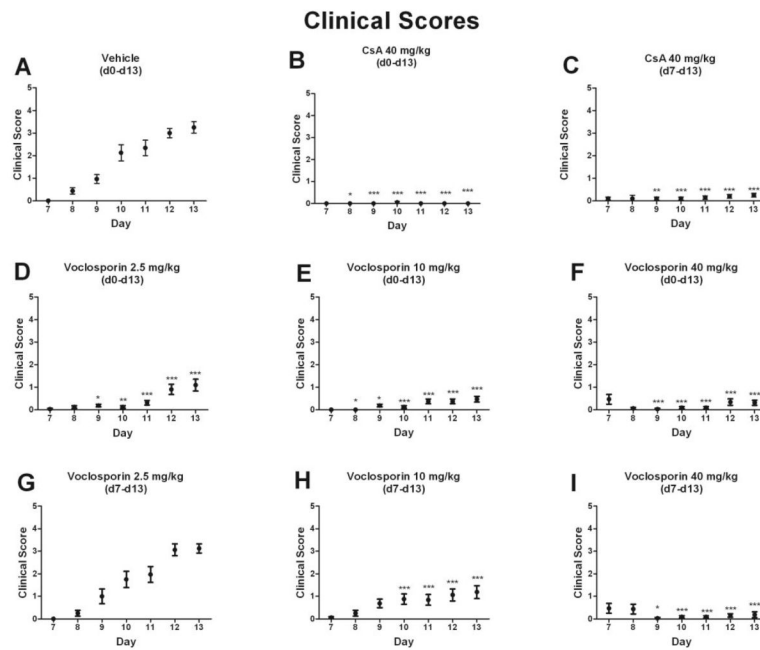 Clinical Scores
A
Vehicle
(d0-d13)
Clinical Score
5
4
3
2
1
0
7 8 9 10 11 12 13
Day
B
CsA 40 mg/kg
(d0-d13)
Clinical Score
5
4
3
2
1
0
* *** *** *** *** ***
7 8 9 10 11 12 13
Day
C
CsA 40 mg/kg
(d7-d13)
Clinical Score
5
4
3
2
1
0
** *** *** *** ***
7 8 9 10 11 12 13
Day
D
Voclosporin 2.5 mg/kg
(d0-d13)
Clinical Score
5
4
3
2
1
0
* ** *** *** ***
7 8 9 10 11 12 13
Day
E
Voclosporin 10 mg/kg
(d0-d13)
Clinical Score
5
4
3
2
1
0
* * *** *** *** ***
7 8 9 10 11 12 13
Day
F
Voclosporin 40 mg/kg
(d0-d13)
Clinical Score
5
4
3
2
1
0
*** *** *** *** ***
7 8 9 10 11 12 13
Day
G
Voclosporin 2.5 mg/kg
(d7-d13)
Clinical Score
5
4
3
2
1
0
7 8 9 10 11 12 13
Day
H
Voclosporin 10 mg/kg
(d7-d13)
Clinical Score
5
4
3
2
1
0
*** *** *** ***
7 8 9 10 11 12 13
Day
I
Voclosporin 40 mg/kg
(d7-d13)
Clinical Score
5
4
3
2
1
0
* *** *** *** ***
7 8 9 10 11 12 13
Day